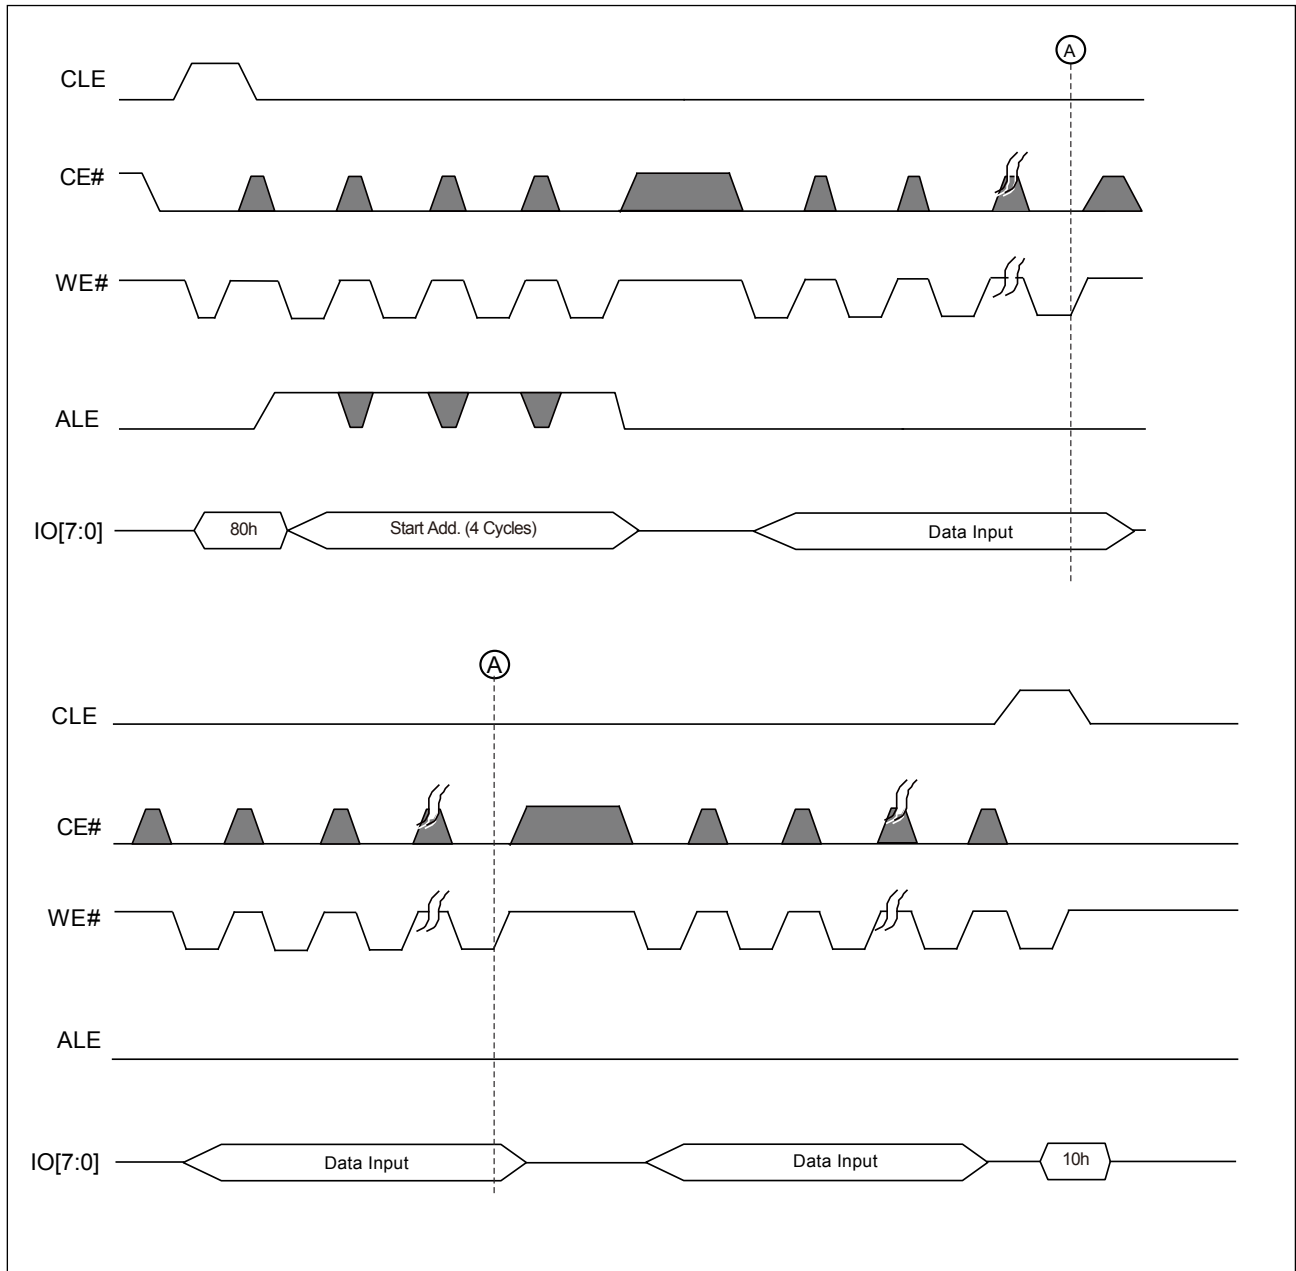 A
CLE
CE#
WE#
ALE
IO[7:0]
80h
Start Add. (4 Cycles)
Data Input
A
CLE
CE#
WE#
ALE
IO[7:0]
Data Input
Data Input
10h